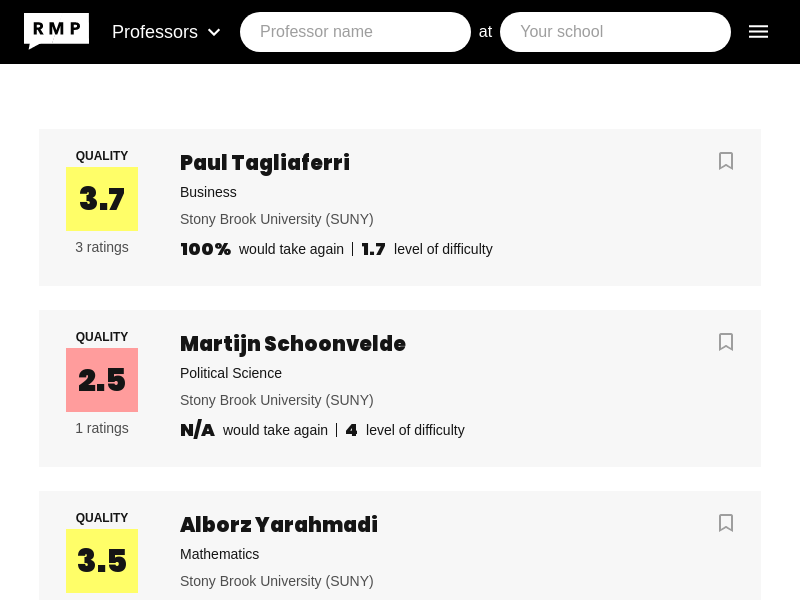 RMP Professors Professor name at Your school
QUALITY
3.7
3 ratings
Paul Tagliaferri
Business
Stony Brook University (SUNY)
100% would take again 1.7 level of difficulty
QUALITY
2.5
1 ratings
Martijn Schoonvelde
Political Science
Stony Brook University (SUNY)
N/A would take again 4 level of difficulty
QUALITY
3.5
Alborz Yarahmadi
Mathematics
Stony Brook University (SUNY)